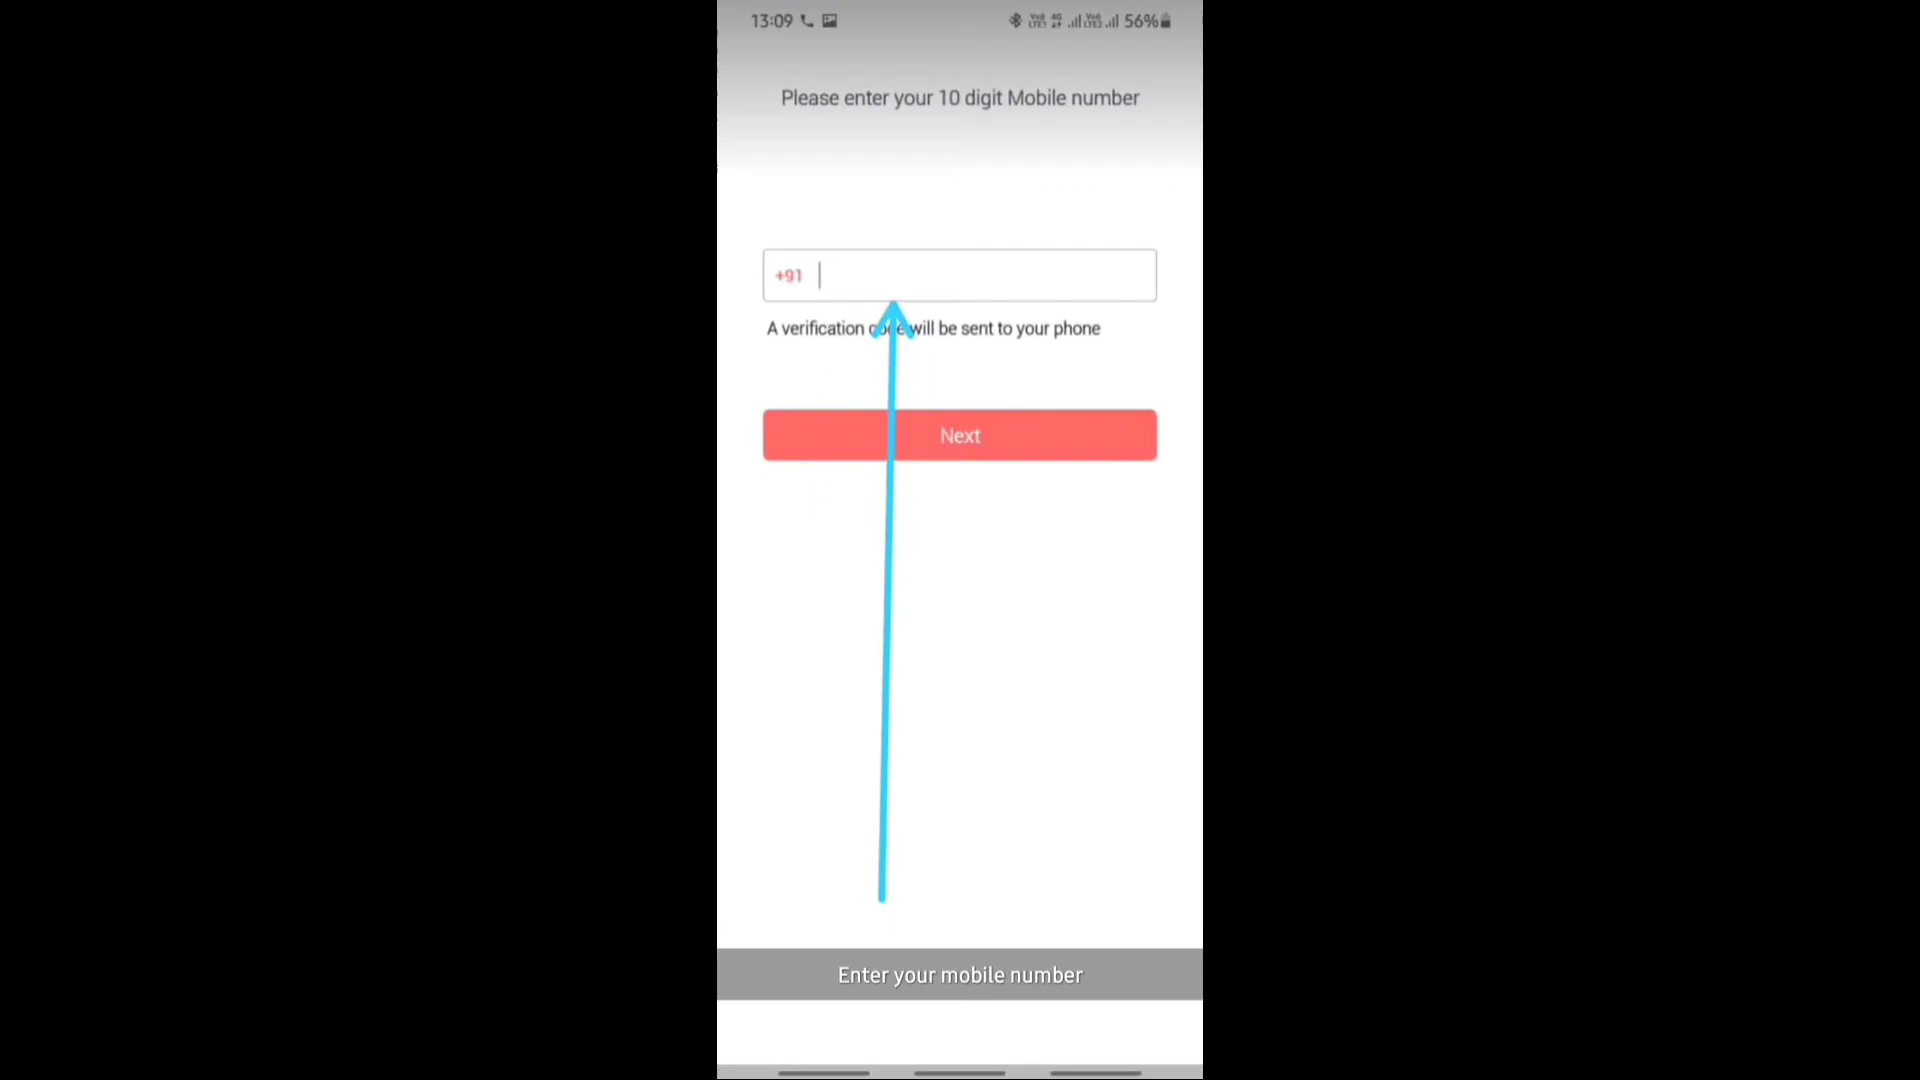 13:09 56%
Please enter your 10 digit Mobile number
+91
A verification code will be sent to your phone
Next
Enter your mobile number